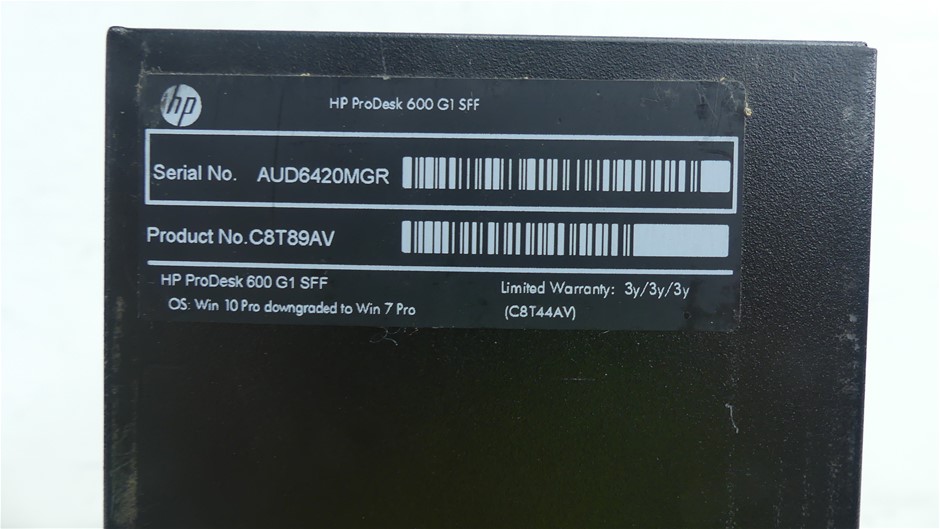 hp
HP ProDesk 600 G1 SFF
Serial No. AUD6420MGR
Product No.C8T89AV
HP ProDesk 600 G1 SFF
Limited Warranty: 3y/3y/3y
OS: Win 10 Pro downgraded to Win 7 Pro
(C8T44AV)